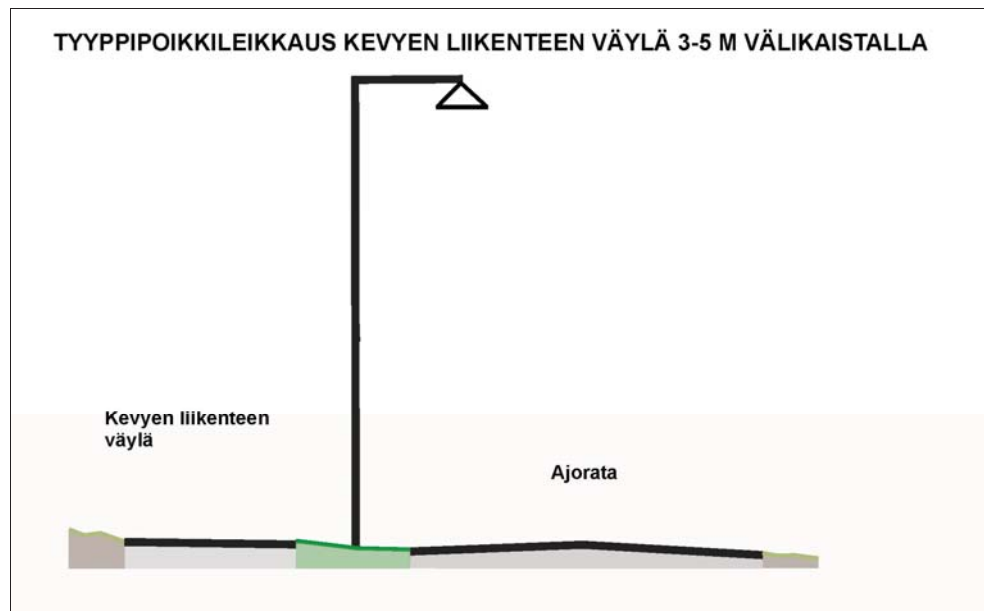 TYYPPIPOIKKILEIKKAUS KEVYEN LIIKENTEEN VÄYLÄ 3-5 M VÄLIKAISTALLA
Kevyen liikenteen
väylä
Ajorata